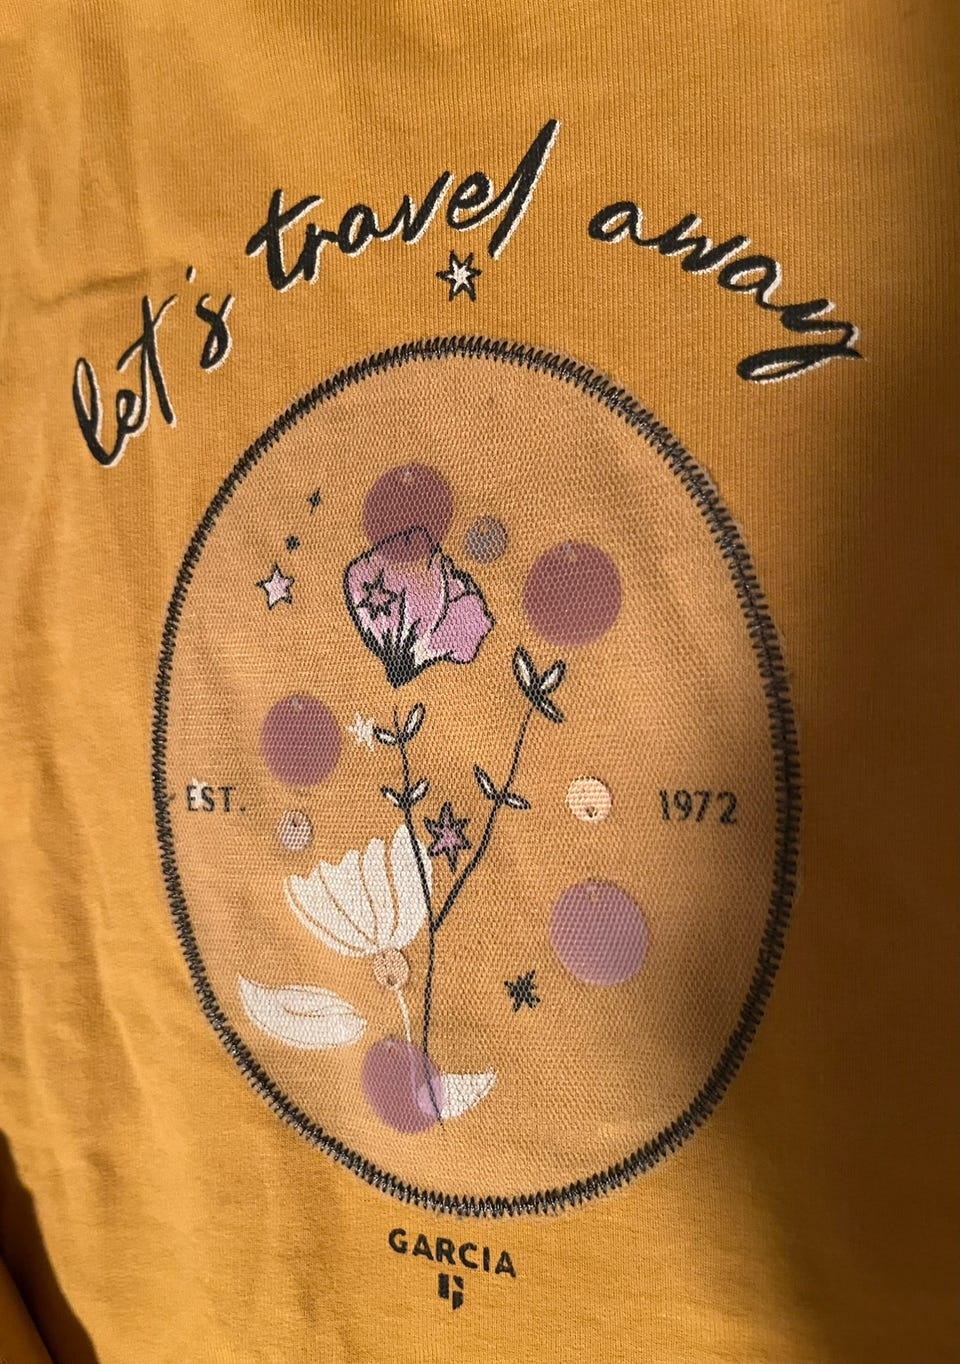 let's travel away
EST. 1972
GARCIA